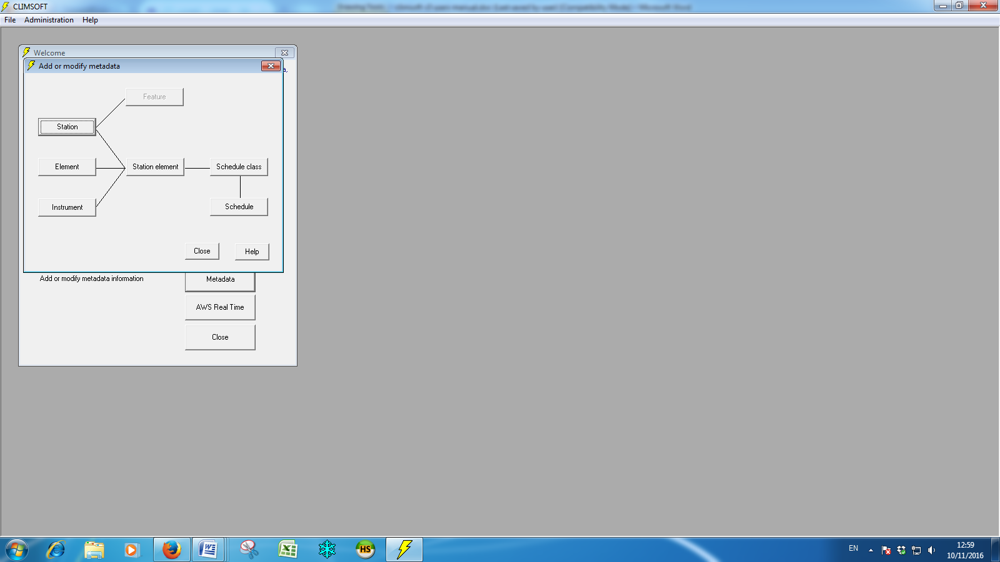 CLIMSOFT
File Administration Help
Welcome
Add or modify metadata
a,
Feature
Station
Element
Station element
Schedule class
Instrument
Schedule
Close
Help
Add or modify metadata information
Metadata
AWS Real Time
Close
HS
EN
12:59
10/11/2016